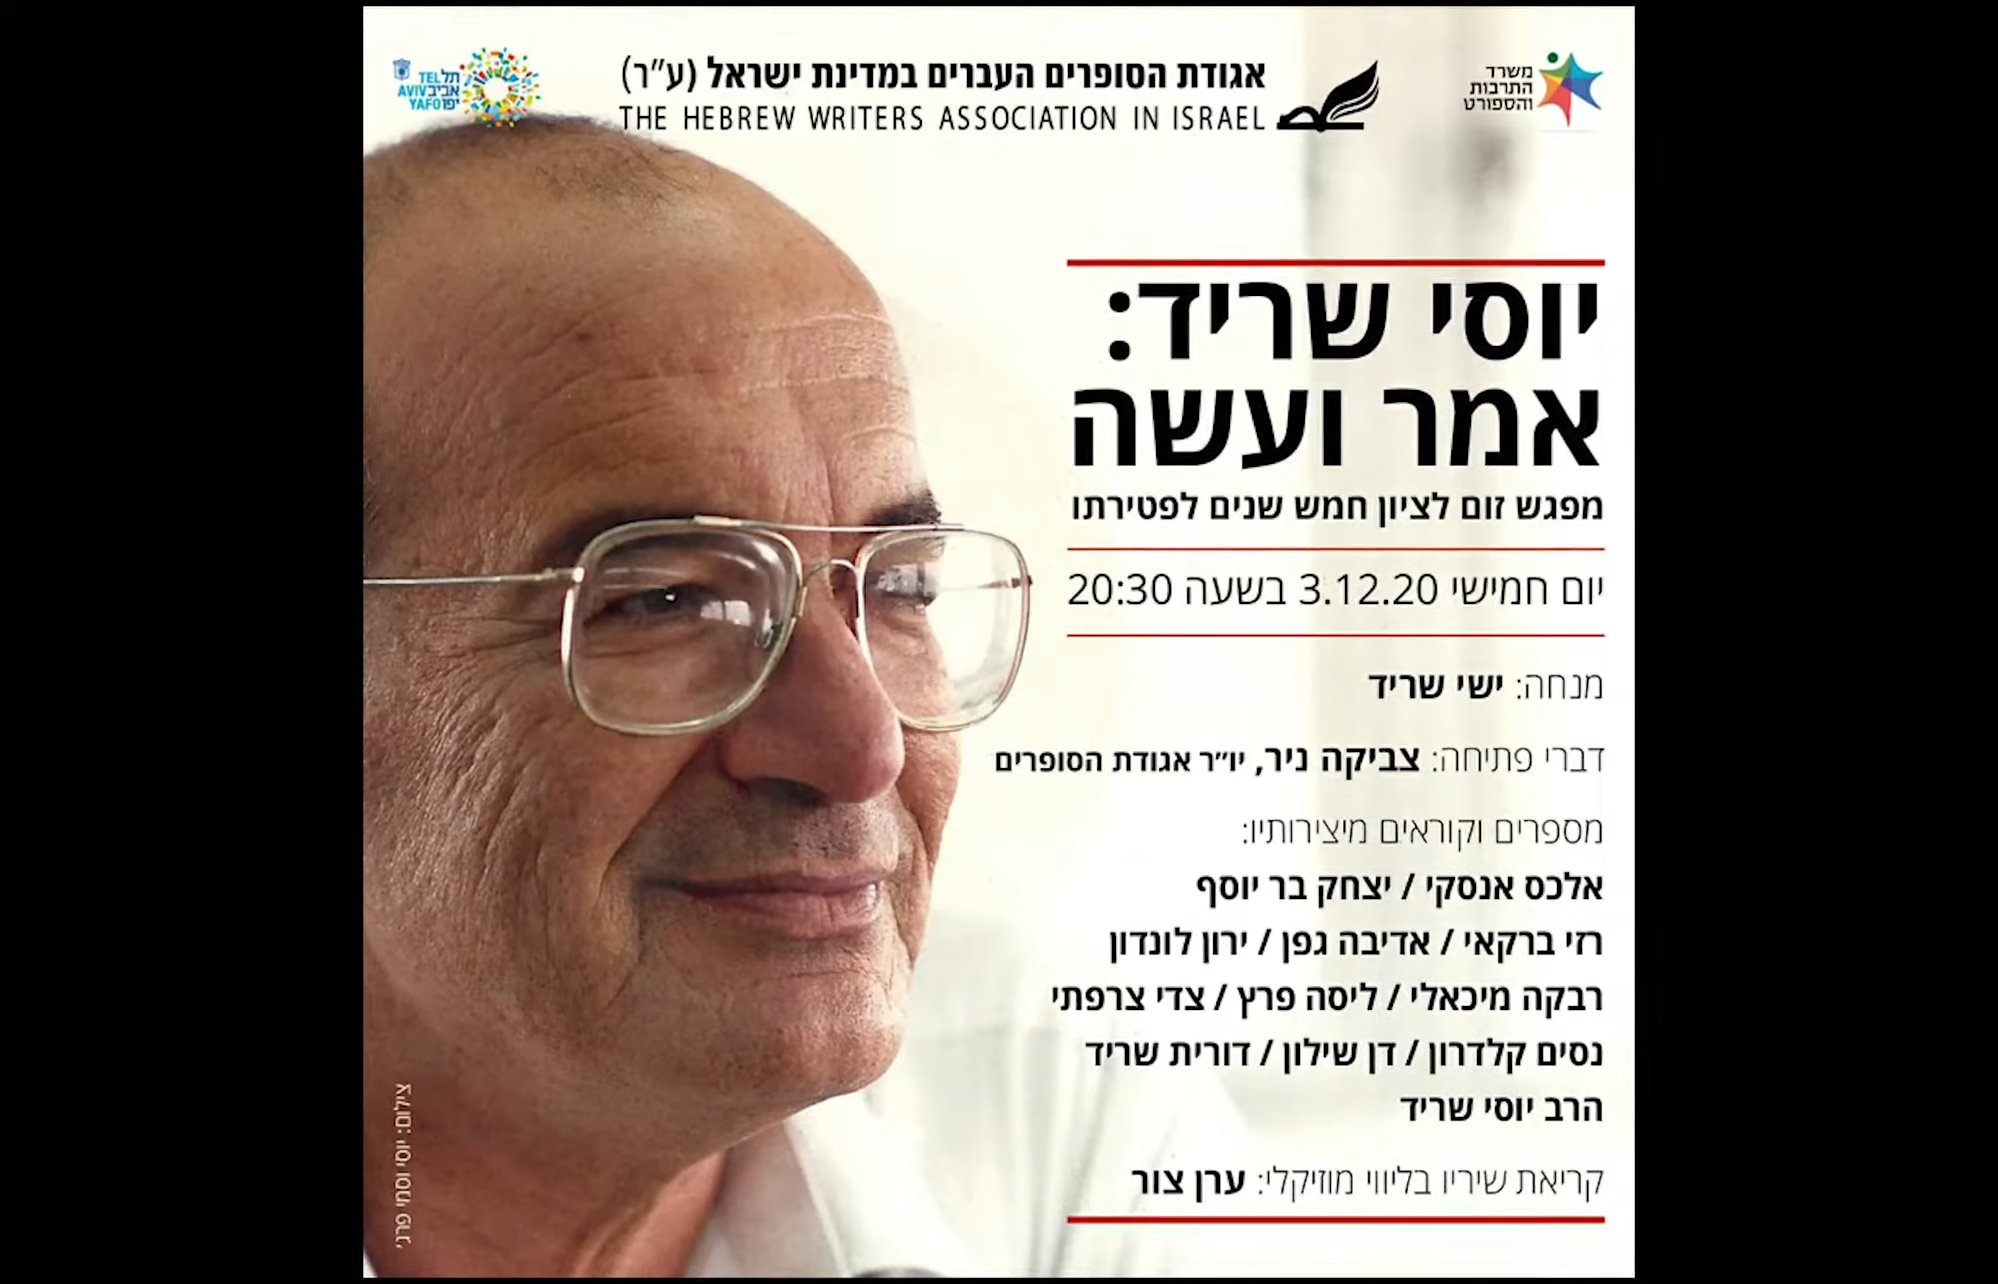 משרד
התרבות
והספורט
אגודת הסופרים העברים במדינת ישראל (ע"ר)
THE HEBREW WRITERS ASSOCIATION IN ISRAEL
תל TEL
אביב AVIV
יפו YAFO
יוסי שריד:
אמר ועשה
מפגש זום לציון חמש שנים לפטירתו
יום חמישי 3.12.20 בשעה 20:30
מנחה: ישי שריד
דברי פתיחה: צביקה ניר, יו״ר אגודת הסופרים
מספרים וקוראים מיצירותיו:
אלכס אנסקי / יצחק בר יוסף
רזי ברקאי / אדיבה גפן / ירון לונדון
רבקה מיכאלי / ליסה פרץ / צדי צרפתי
נסים קלדרון / דן שילון / דורית שריד
הרב יוסי שריד
קריאת שיריו בליווי מוזיקלי: ערן צור
צילום: יוסי וסתי פרג'